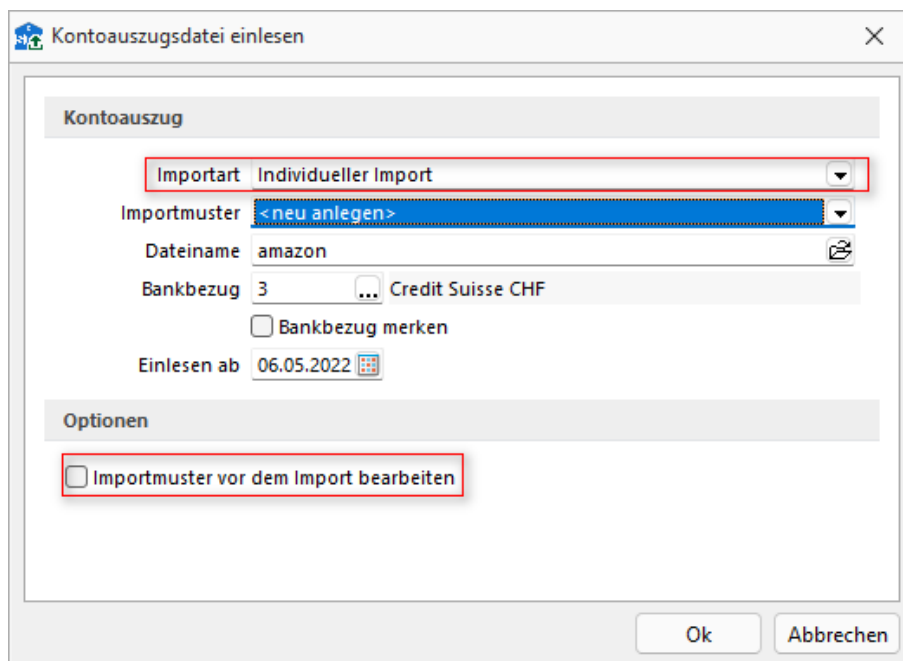 Kontoauszugsdatei einlesen
Kontoauszug
Importart Individueller Import
Importmuster <neu anlegen>
Dateiname amazon
Bankbezug 3 ... Credit Suisse CHF
Bankbezug merken
Einlesen ab 06.05.2022
Optionen
Importmuster vor dem Import bearbeiten
Ok Abbrechen